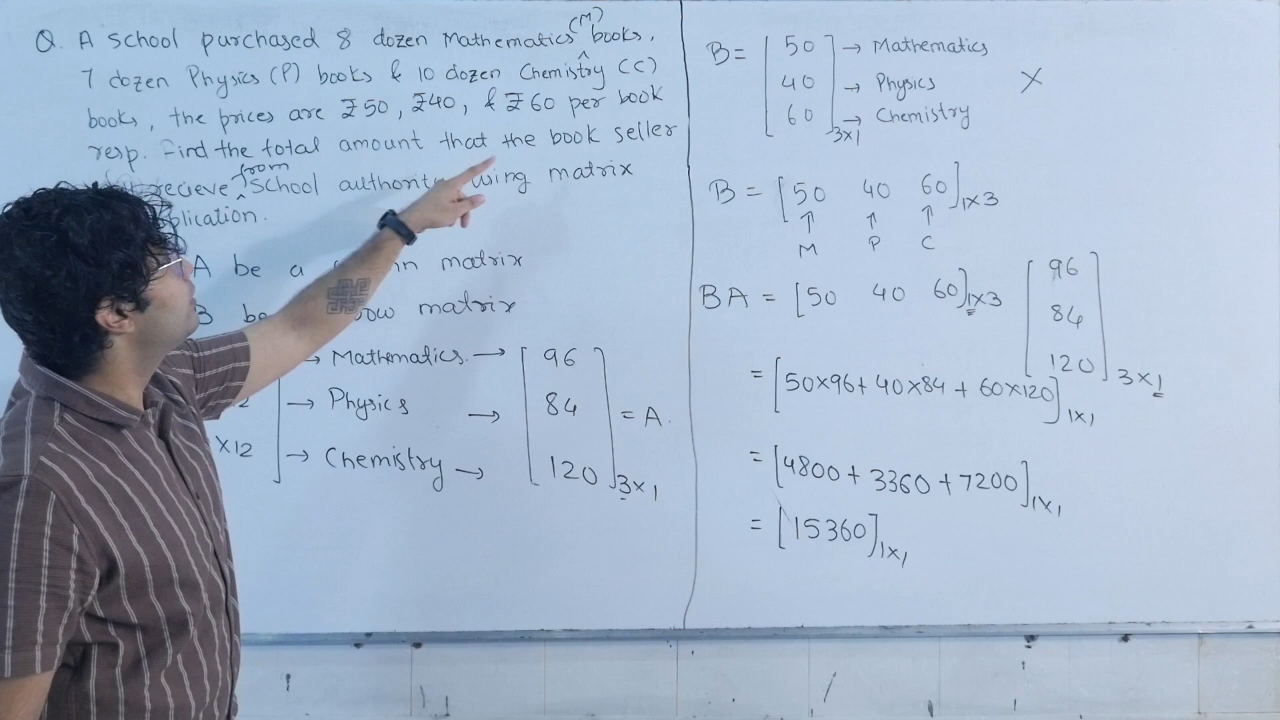 Q. A school purchased 8 dozen Mathematics (M) books,
7 dozen Physics (P) books & 10 dozen Chemistry (C)
books, the prices are ₹50, ₹40, & ₹60 per book
resp. Find the total amount that the book seller
recieve from school authority using matrix
plication.
A be a mn matrix
B be row matrix
→ Mathematics. → [ 96
→ Physics → 84 = A.
×12 → Chemistry → 120 ]3×1
B = [ 50 → Mathematics
40 → Physics ×
60 ]3×1 → Chemistry
B = [50 40 60]1×3
↑ ↑ ↑
M P C
BA = [50 40 60]1×3 [ 96
84
120 ]3×1
= [50×96 + 40×84 + 60×120]1×1
= [4800 + 3360 + 7200]1×1
= [15360]1×1